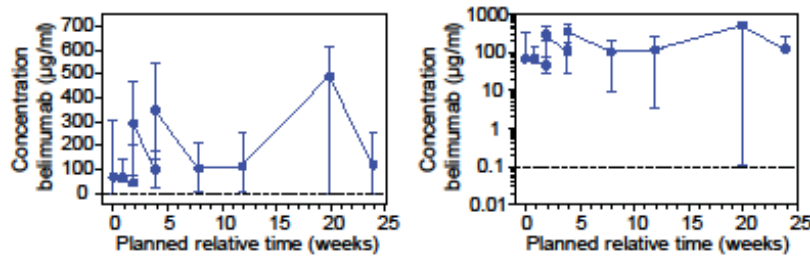 Concentration
belimumab (µg/ml)
700
600
500
400
300
200
100
0
0 5 10 15 20 25
Planned relative time (weeks)
Concentration
belimumab (µg/ml)
1000
100
10
1
0.1
0.01
0 5 10 15 20 25
Planned relative time (weeks)